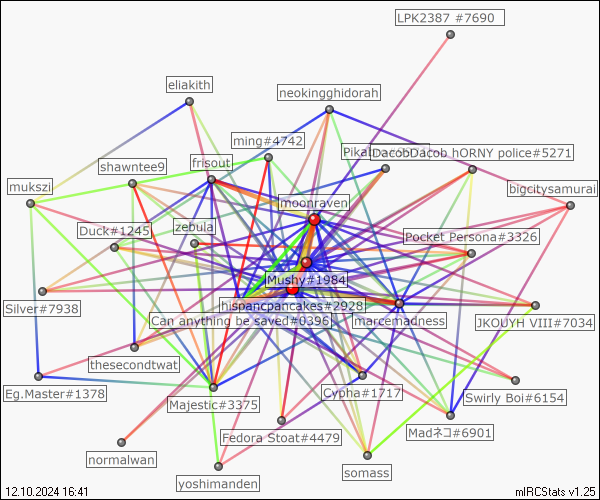 LPK2387 #7690
eliakith
neokingghidorah
ming#4742
frisout
DacobDacob hORNY police#5271
shawntee9
mukszi
bigcitysamurai
moonraven
zebula
Duck#1245
Pocket Persona#3326
Mushy#1984
Silver#7938
hispancpancakes#2928
Can anything be saved#0396
marcemadness
JKOUYH VIII#7034
thesecondtwat
Eg.Master#1378
Majestic#3375
Cypha#1717
Swirly Boi#6154
Fedora Stoat#4479
Madネコ#6901
normalwan
yoshimanden
somass
12.10.2024 16:41
mIRCStats v1.25